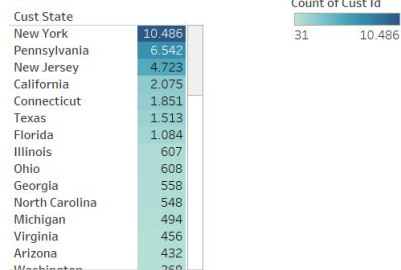 Cust State
New York 10.486
Pennsylvania 6.542
New Jersey 4.723
California 2.075
Connecticut 1.851
Texas 1.513
Florida 1.084
Illinois 607
Ohio 608
Georgia 558
North Carolina 548
Michigan 494
Virginia 456
Arizona 432
Washington
Count of Cust Id
31 10.486